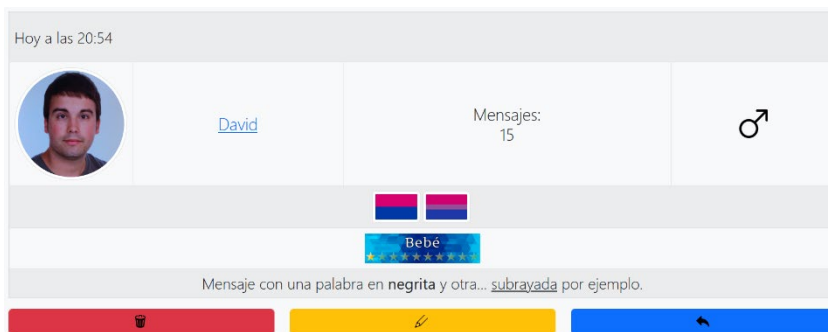 Hoy a las 20:54
David
Mensajes:
15
Bebé
Mensaje con una palabra en negrita y otra... subrayada por ejemplo.